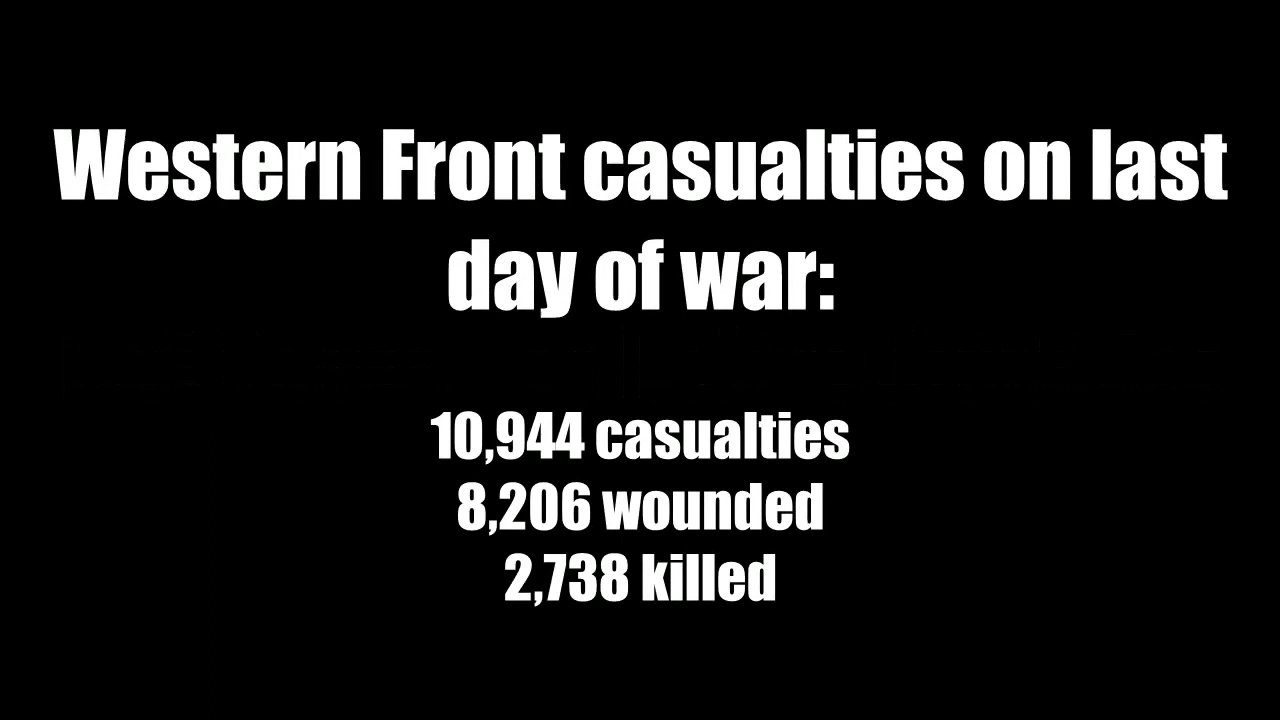 Western Front casualties on last
day of war:
10,944 casualties
8,206 wounded
2,738 killed